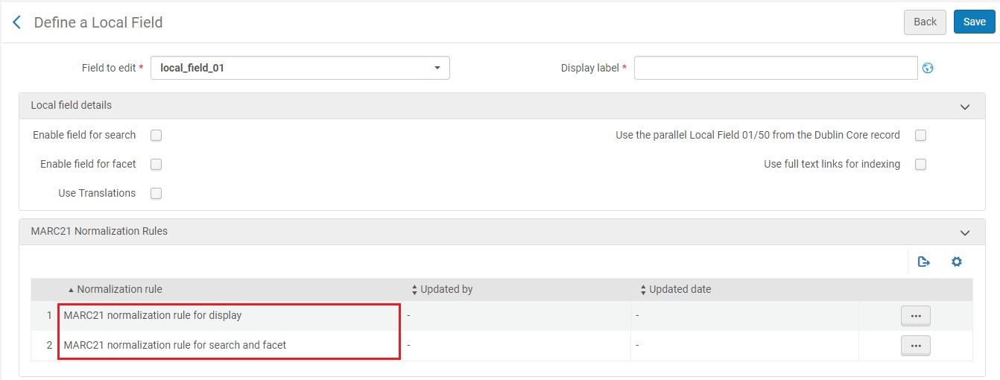 Define a Local Field
Back
Save
Field to edit * local_field_01
Display label *
Local field details
Enable field for search
Use the parallel Local Field 01/50 from the Dublin Core record
Enable field for facet
Use full text links for indexing
Use Translations
MARC21 Normalization Rules
Normalization rule Updated by Updated date
1 MARC21 normalization rule for display - -
2 MARC21 normalization rule for search and facet - -